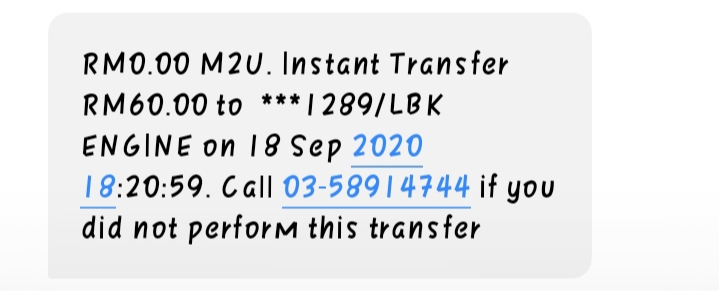 RM0.00 M2U. Instant Transfer
RM60.00 to ***1289/LBK
ENGINE on 18 Sep 2020
18:20:59. Call 03-58914744 if you
did not perform this transfer